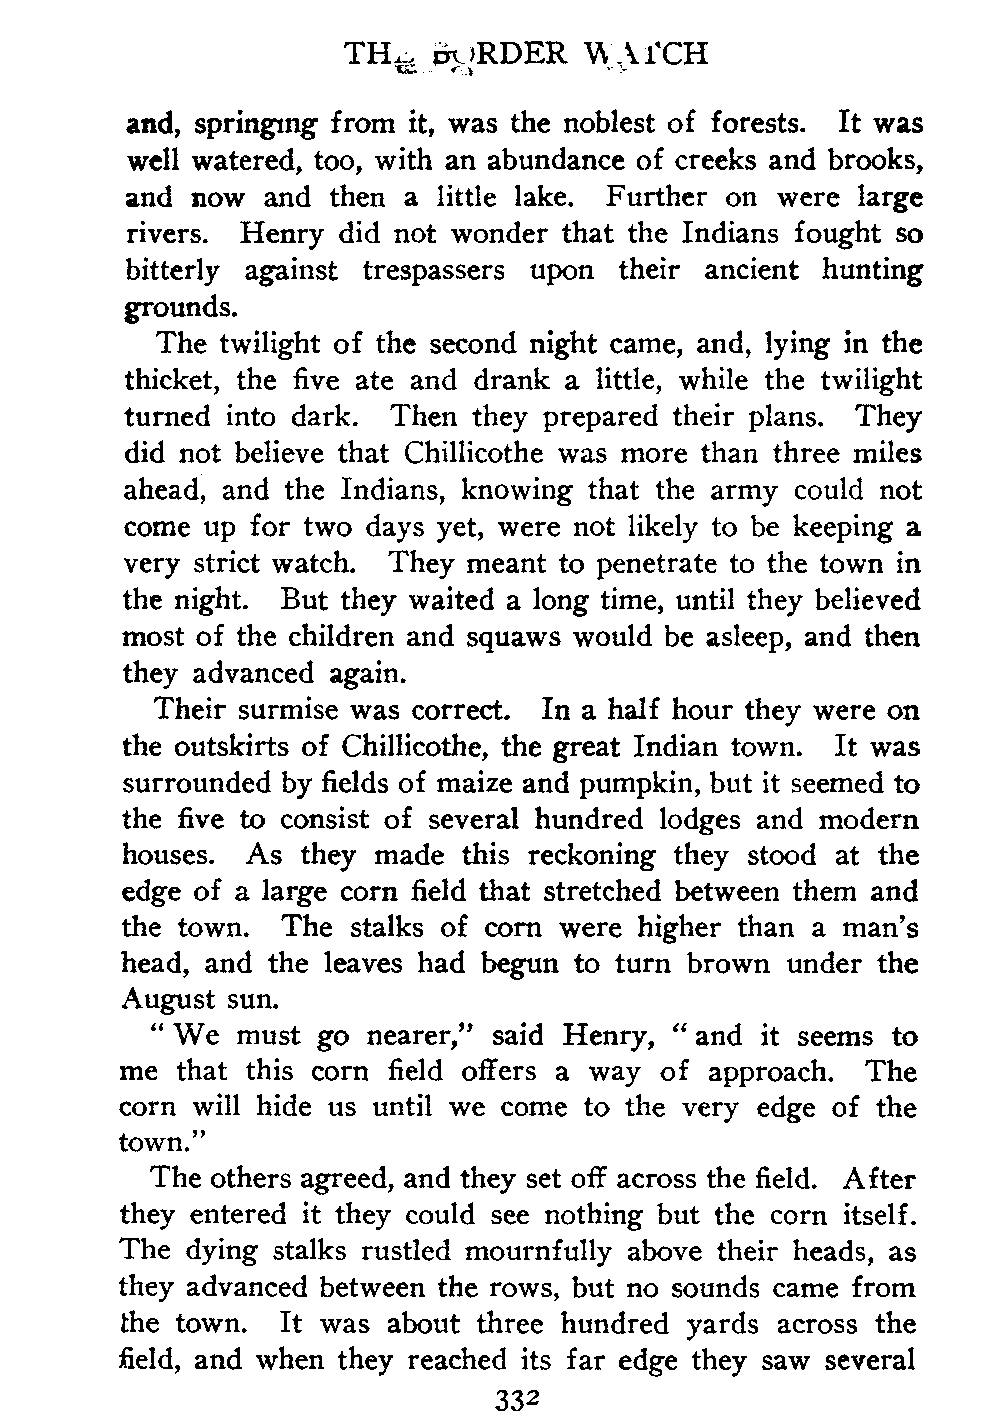 THE BORDER WATCH
and, springing from it, was the noblest of forests. It was
well watered, too, with an abundance of creeks and brooks,
and now and then a little lake. Further on were large
rivers. Henry did not wonder that the Indians fought so
bitterly against trespassers upon their ancient hunting
grounds.
The twilight of the second night came, and, lying in the
thicket, the five ate and drank a little, while the twilight
turned into dark. Then they prepared their plans. They
did not believe that Chillicothe was more than three miles
ahead, and the Indians, knowing that the army could not
come up for two days yet, were not likely to be keeping a
very strict watch. They meant to penetrate to the town in
the night. But they waited a long time, until they believed
most of the children and squaws would be asleep, and then
they advanced again.
Their surmise was correct. In a half hour they were on
the outskirts of Chillicothe, the great Indian town. It was
surrounded by fields of maize and pumpkin, but it seemed to
the five to consist of several hundred lodges and modern
houses. As they made this reckoning they stood at the
edge of a large corn field that stretched between them and
the town. The stalks of corn were higher than a man's
head, and the leaves had begun to turn brown under the
August sun.
" We must go nearer," said Henry, " and it seems to
me that this corn field offers a way of approach. The
corn will hide us until we come to the very edge of the
town."
The others agreed, and they set off across the field. After
they entered it they could see nothing but the corn itself.
The dying stalks rustled mournfully above their heads, as
they advanced between the rows, but no sounds came from
the town. It was about three hundred yards across the
field, and when they reached its far edge they saw several
332